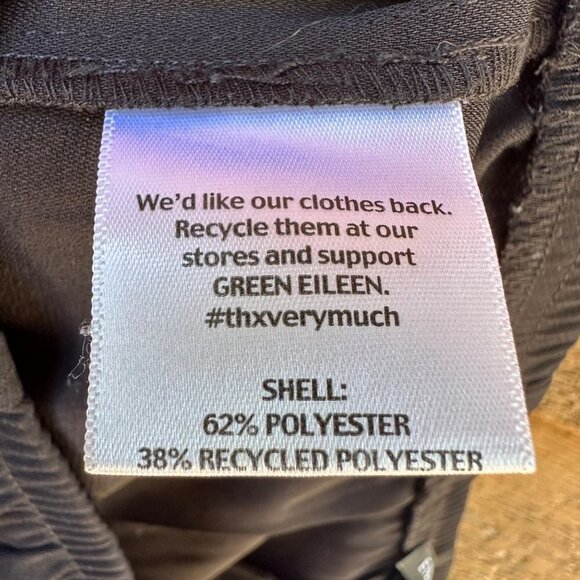 We'd like our clothes back.
Recycle them at our
stores and support
GREEN EILEEN.
#thxverymuch
SHELL:
62% POLYESTER
38% RECYCLED POLYESTER